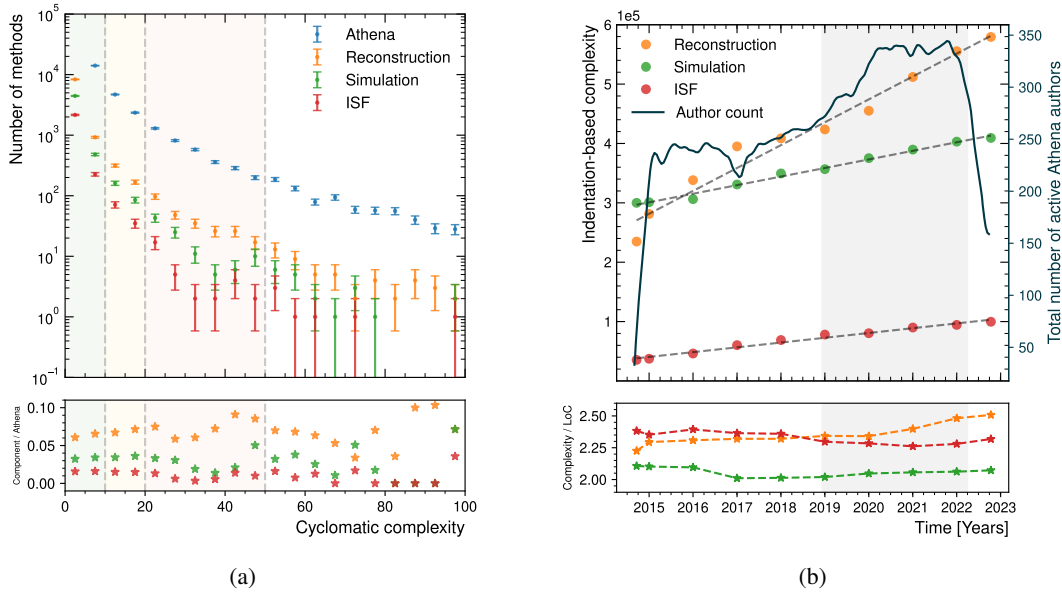 10^5
10^4
10^3
10^2
10^1
10^0
10^−1
Number of methods
Athena
Reconstruction
Simulation
ISF
0.10
0.05
0.00
Component / Athena
0 20 40 60 80 100
Cyclomatic complexity
(a)
1e5
6
5
4
3
2
1
Indentation-based complexity
Reconstruction
Simulation
ISF
Author count
350
300
250
200
150
100
50
Total number of active Athena authors
2.50
2.25
2.00
Complexity / LoC
2015 2016 2017 2018 2019 2020 2021 2022 2023
Time [Years]
(b)